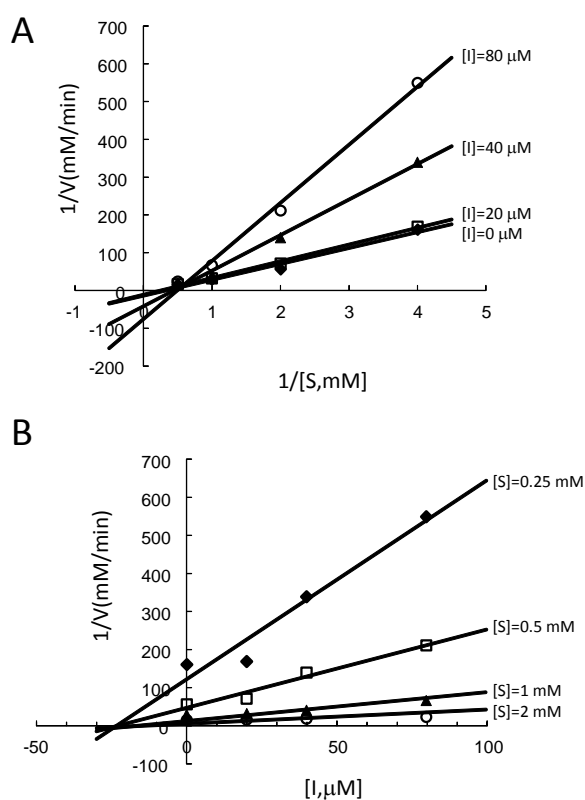 A
700
600
500
400
300
200
100
0
-100
-200
-1
0
1
2
3
4
5
1/V(mM/min)
1/[S,mM]
[I]=80 μM
[I]=40 μM
[I]=20 μM
[I]=0 μM
B
700
600
500
400
300
200
100
0
-100
-50
0
50
100
1/V(mM/min)
[I,μM]
[S]=0.25 mM
[S]=0.5 mM
[S]=1 mM
[S]=2 mM